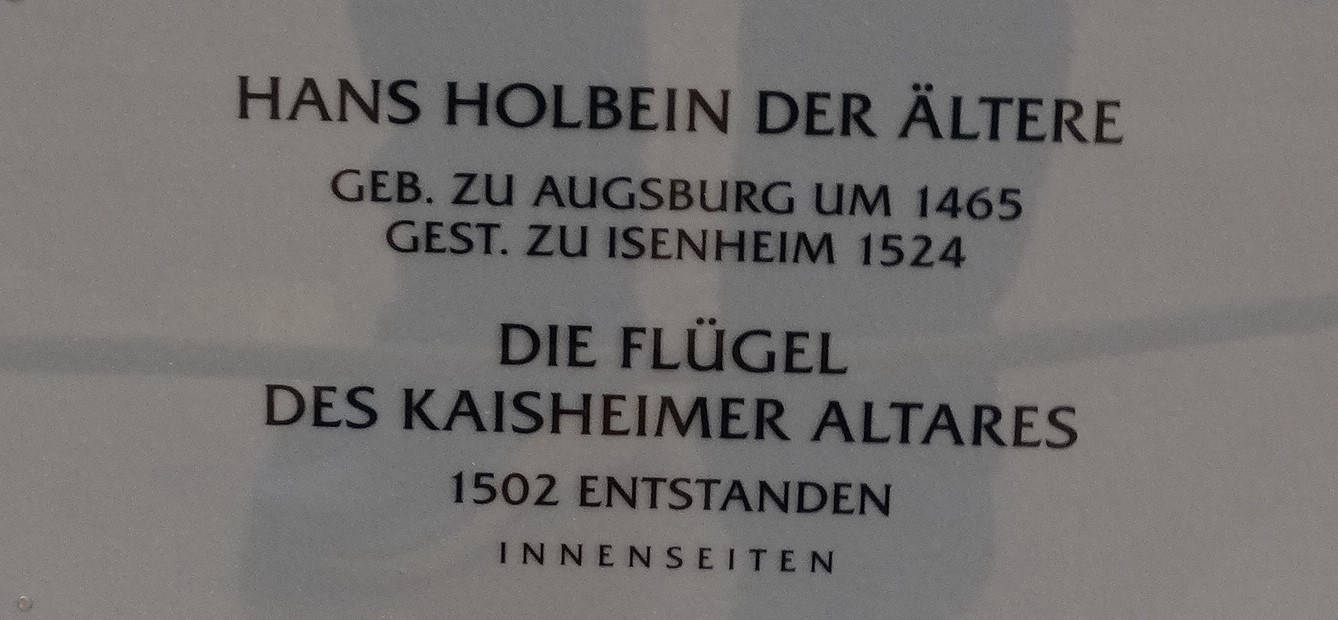 HANS HOLBEIN DER ÄLTERE
GEB. ZU AUGSBURG UM 1465
GEST. ZU ISENHEIM 1524
DIE FLÜGEL
DES KAISHEIMER ALTARES
1502 ENTSTANDEN
INNENSEITEN